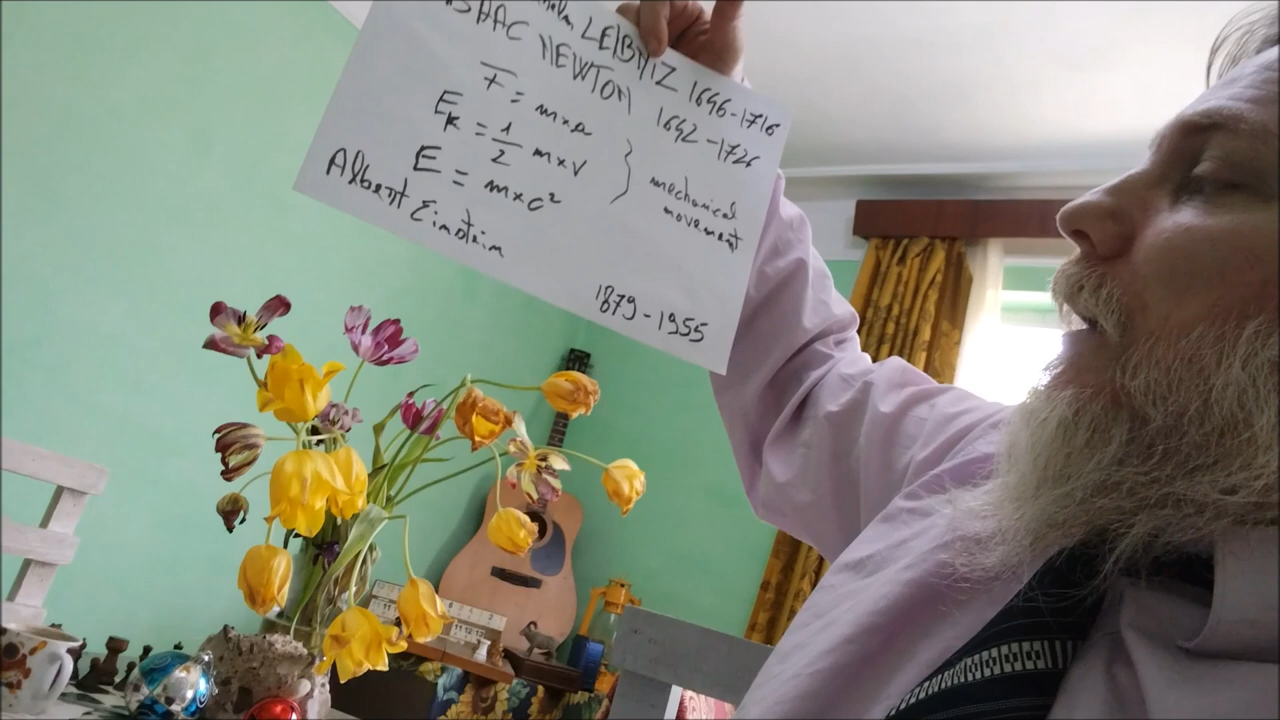 LEIBNIZ 1646-1716
ISAAC NEWTON 1642-1726
F = m×a
Ek = 1/2 m×v } mechanical movement
E = m×c²
Albert Einstein
1879-1955